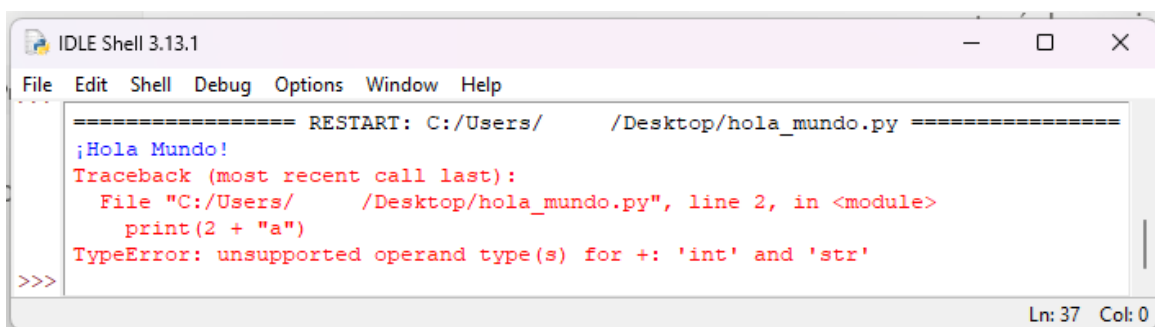 IDLE Shell 3.13.1
File Edit Shell Debug Options Window Help
================= RESTART: C:/Users/     /Desktop/hola_mundo.py ================
¡Hola Mundo!
Traceback (most recent call last):
  File "C:/Users/     /Desktop/hola_mundo.py", line 2, in <module>
    print(2 + "a")
TypeError: unsupported operand type(s) for +: 'int' and 'str'
>>>
Ln: 37 Col: 0